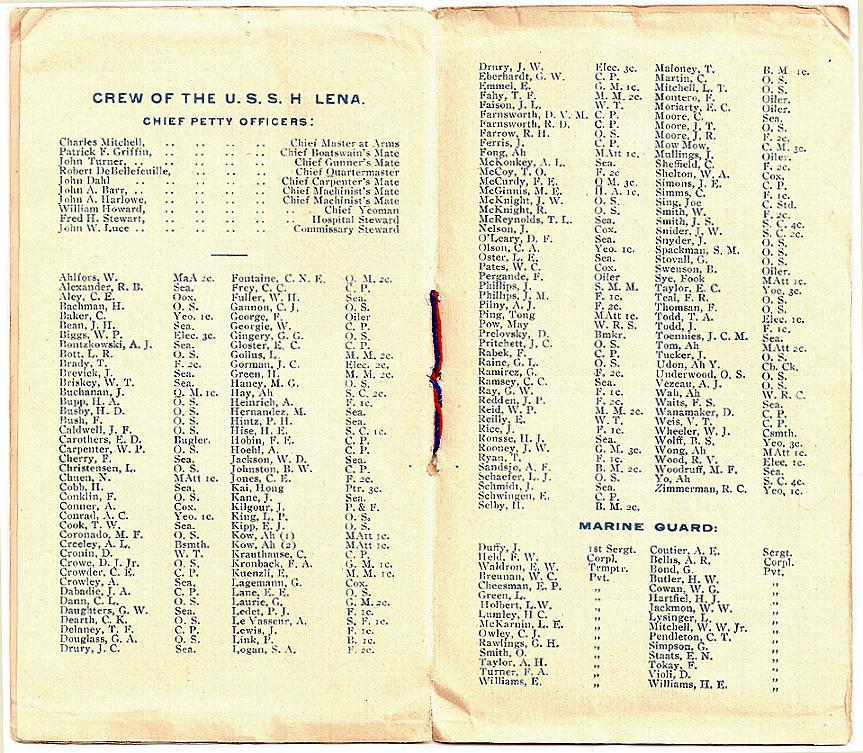 CREW OF THE U. S. S. H LENA.
CHIEF PETTY OFFICERS:
Charles Mitchell, .. .. .. .. Chief Master at Arms
Patrick F. Griffin, .. .. .. .. Chief Boatswain's Mate
John Turner, .. .. .. .. Chief Gunner's Mate
Robert DeBellefeuille, .. .. .. .. Chief Quartermaster
John Dahl .. .. .. .. .. Chief Carpenter's Mate
John A. Barr, .. .. .. .. Chief Machinist's Mate
John A. Harlowe, .. .. .. .. Chief Machinist's Mate
William Howard, .. .. .. .. .. Chief Yeoman
Fred H. Stewart, .. .. .. .. Hospital Steward
John W. Luce .. .. .. .. .. Commissary Steward
Ahlfors, W. MaA 2c.
Alexander, R. B. Sea.
Aley, C. E. Oox.
Bachman, H. O. S.
Baker, C. Yeo. 1c.
Bean, J. H. Sea.
Biggs, W. P. Elec. 3c.
Bontzkowski, A. J. Sea.
Bott, L. R. O. S.
Brady, T. F. 2c.
Brevick, J. Sea.
Briskey, W. T. Sea.
Buchanan, J. Q. M. 1c.
Bupp, H. A. O. S.
Busby, H. D. O. S.
Bush, F. O. S.
Caldwell, J. F. O. S.
Carothers, E. D. Bugler.
Carpenter, W. P. O. S.
Cherry, F. Sea.
Christensen, L. O. S.
Chuen, N. MAtt 1c.
Cobb, H. Sea.
Conklin, F. O. S.
Conner, A. Cox.
Conrad, A. C. Yeo. 1c.
Cook, T. W. Sea.
Coronado, M. F. O. S.
Creeley, A. L. Bsmth.
Cronin, D. W. T.
Crowe, D. J. Jr. O. S.
Crowder, C. E. C. P.
Crowley, A. Sea.
Dabadie, J. A. C. P.
Dann, C. L. O. S.
Daughters, G. W. Sea.
Dearth, C. K. O. S.
Delaney, T. F. C. P.
Douglass, G. A. O. S.
Drury, J. C. Sea.
Fontaine, C. N. E. O. M. 2c.
Frey, C. C. C. P.
Fulfer, W. H. Sea.
Gannon, C. J. O. S.
George, F. Oiler
Georgie, W. C. P.
Gingery, G. G. O. S.
Gloster, E. C. C. P.
Gollus, L. M. M. 2c.
Gorman, J. C. Elec. 2c.
Green, H. M. M. 2c.
Haney, M. G. O. S.
Hay, Ah S. C. 2c.
Heinrich, A. F. 1c.
Hernandez, M. Sea.
Hintz, P. H. Sea.
Hise, H. E. S. C. 1c.
Hobin, F. E. C. P.
Hoehl, A. C. P.
Jackson, W. D. Sea.
Johnston, B. W. C. P.
Jones, C. E. F. 2c.
Kai, Hong Ptr. 3c.
Kane, J. Sea.
Kilgour, J. P. & F.
King, L. P. O. S.
Kipp, E. J. O. S.
Kow, Ah (1) MAtt 1c.
Kow, Ah (2) MAtt 1c.
Krauthause, C. C. P.
Kronback, F. A. G. M. 1c.
Kuenzli, E. M. M. 1c.
Lagemann, G. Cox.
Lane, E. E. O. S.
Laurie, G. G. M. 2c.
Ledet, P. J. F. 1c.
Le Vasseur, A. S. F. 1c.
Lewis, J. F. 1c.
Link, P. B. 1c.
Logan, S. A. F. 2c.
Drury, J. W. Elec. 3c.
Eberhardt, G. W. C. P.
Emmel, E. G. M. 1c.
Fahy, T. F. M. M. 2c.
Faison, J. L. W. T.
Farnsworth, D. V. M. C. P.
Farnsworth, R. D. C. P.
Farrow, R. H. O. S.
Ferris, J. C. P.
Fong, Ah MAtt 1c.
McKonkey, A. L. Sea.
McCoy, T. O. F. 2c
McCurdy, F. E. Q M. 3c.
McGinnis, M. E. H. A. 1c.
McKnight, J. W. O. S.
McKnight, R. O. S.
McReynolds, T. L. Sea.
Nelson, J. Cox.
O'Leary, D. F. Sea.
Olson, C. A. Yeo. 1c.
Oster, L. E. Sea.
Pates, W. C. Cox.
Pergande, F. Oiler
Phillips, J. S. M. M.
Phillips, J. M. F. 1c.
Pilny, A. J. F. 2c.
Ping, Tong MAtt 1c.
Pow, May W. R. S.
Prelovsky, D. Bmkr.
Pritchett, J. C. O. S.
Rabek, F. C. P.
Raine, G. L. O. S.
Ramirez, G. F. 2c.
Ramsey, C. C. Sea.
Ray, G. W. F. 1c.
Redden, J. P. F. 2c.
Reid, W. P. M. M. 2c.
Reilly, E. W. T.
Rice, J. F. 1c.
Ronsse, H. J. Sea.
Rooney, J. W. G. M. 3c.
Ryan, T. F. 1c.
Sandsjo, A. F. B. M. 2c.
Schaefer, L. J. O. S.
Schmidt, J. Sea.
Schwingen, E. C. P.
Selby, H. B. M. 2c.
Maloney, T. B. M 1c.
Martin, C. O. S.
Mitchell, L. T. O. S.
Montero, F. Oiler.
Moriarty, E. C. Oiler.
Moore, C. Sea.
Moore, J. T. O. S.
Moore, J. R. F. 2c.
Mow Mow, C. M. 3c.
Mullings, J. Oiler.
Sheffield, C. F. 2c.
Shelton, W. A. Cox.
Simons, J. E. C. P.
Simms, C. F. 1c.
Sing, Joe C. Std.
Smith, W. F. 2c.
Smith, J. S. S. C. 4c.
Snider, J. W. S. C. 2c.
Snyder, J. O. S.
Spackman, S. M. O. S.
Stovall, G. O. S.
Swenson, B. Oiler.
Sye, Fook MAtt 1c.
Taylor, E. C. Yoe. 3c.
Teal, F. R. O. S.
Thomsan, F. O. S.
Todd, T. A. Elec. 1c.
Todd, J. F. 1c.
Toennies, J. C. M. Sea.
Tom, Ah MAtt 2c.
Tucker, J. O. S.
Udon, Ah Y. Cb. Ck.
Underwood, O. S. O. S.
Vezeau, A. J. O. S.
Wah, Ah W. R. C.
Waits, F. S. Sea.
Wanamaker, D. C. P.
Weis, V. T. C. P.
Wheeler, W. J. Csmth.
Wolff, B. S. Yeo. 3c.
Wong, Ah MAtt 1c.
Wood, R. V. Elec. 1c.
Woodruff, M. F. Sea.
Yo, Ah S. C. 4c.
Zimmerman, R. C. Yeo, 1c.
MARINE GUARD:
Duffy, J. 1st Sergt.
Held, F. W. Corpl.
Waldron, E. W. Trmptr.
Brennan, W. C. Pvt.
Cheesman, E. P. „
Green, L. „
Holbert, L.W. „
Lumley, H C. „
McKarnin, L. E. „
Owley, C. J. „
Rawlings, G. H. „
Smith, O. „
Taylor, A. H. „
Turner, F. A. „
Williams, E. „
Coutier, A. E. Sergt.
Bellis, A. R. Corpl.
Bond, G. Pvt,
Butler, H. W. „
Cowan, W. G. „
Hartfiel, H. J. „
Jackmon, W. W. „
Lysinger, L. „
Mitchell, W. W. Jr. „
Pendleton, C. T. „
Simpson, G. „
Staats, E. N. „
Tokay, F. „
Violi, D. „
Williams, H. E. „